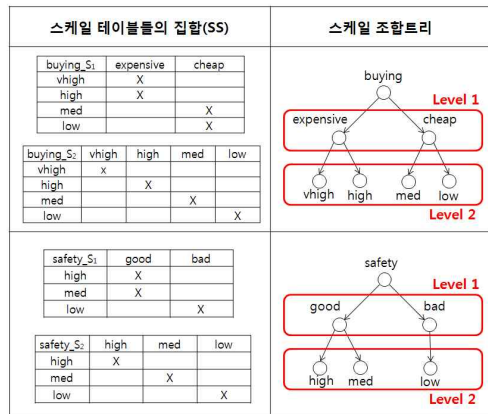 스케일 테이블들의 집합(SS)
스케일 조합트리
buying_S₁ expensive cheap
vhigh X
high X
med X
low X
buying_S₂ vhigh high med low
vhigh x
high X
med X
low X
buying
Level 1
expensive cheap
vhigh high med low
Level 2
safety_S₁ good bad
high X
med X
low X
safety_S₂ high med low
high X
med X
low X
safety
Level 1
good bad
high med low
Level 2